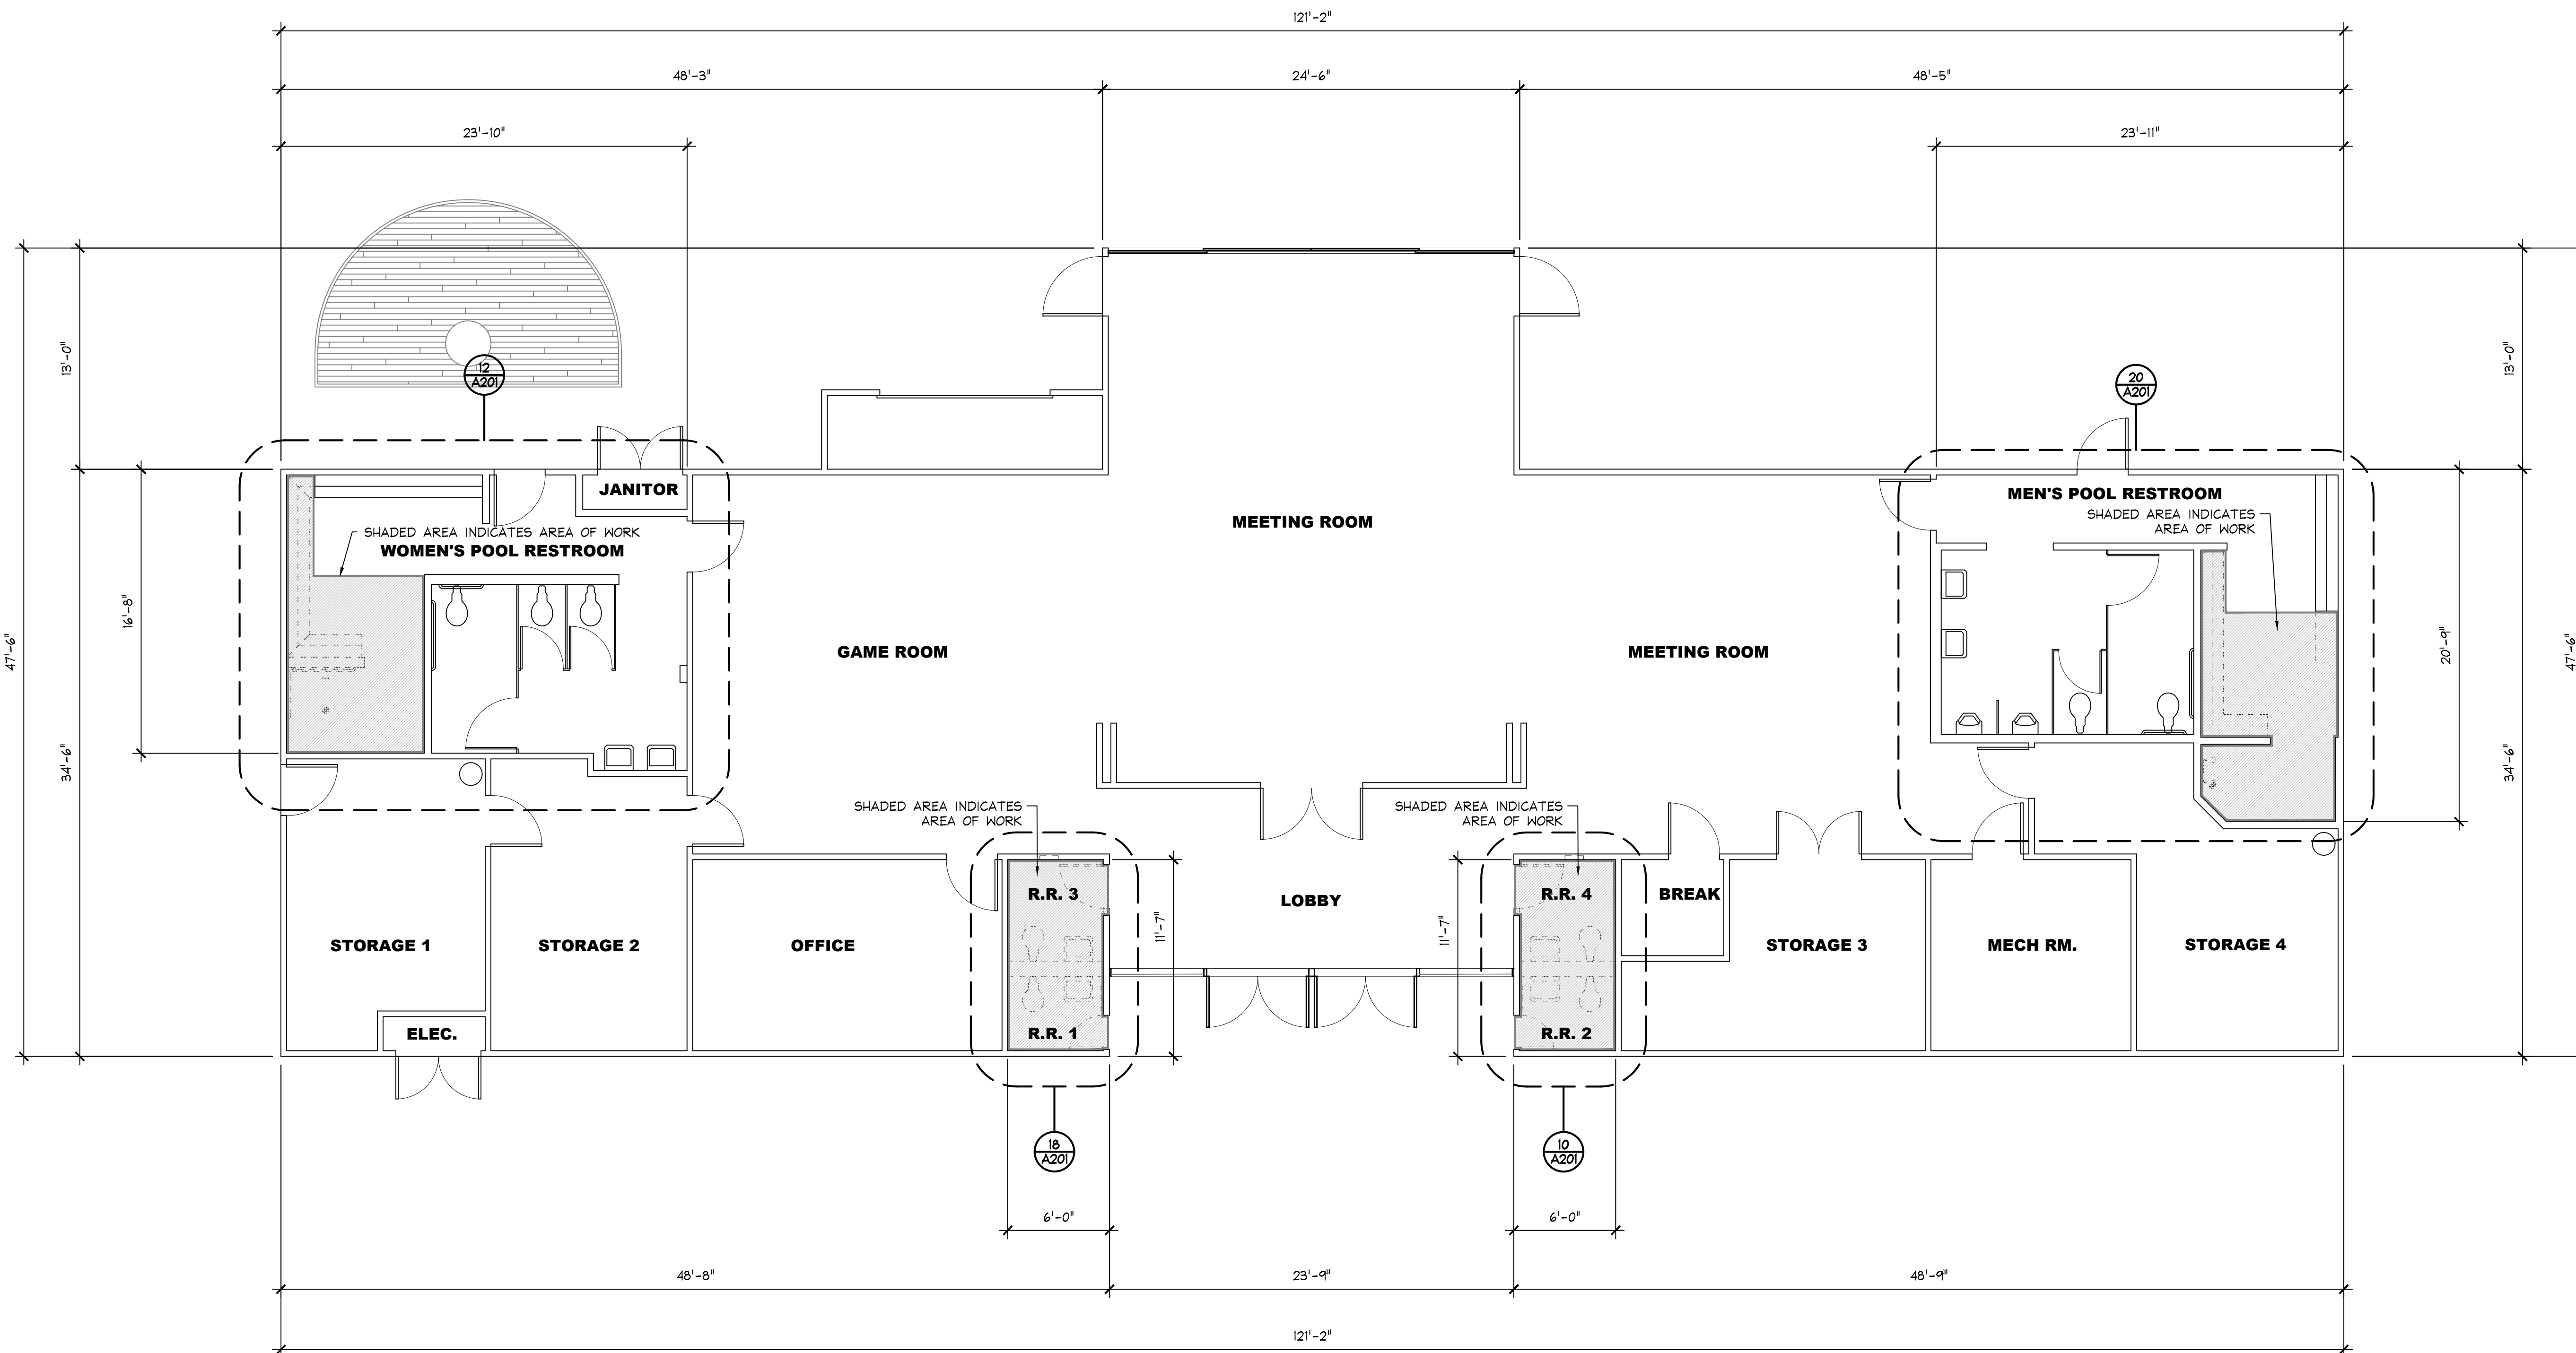 121'-2"
48'-3"
24'-6"
48'-5"
23'-10"
23'-11"
13'-0"
13'-0"
12
A201
20
A201
JANITOR
MEN'S POOL RESTROOM
SHADED AREA INDICATES
AREA OF WORK
MEETING ROOM
SHADED AREA INDICATES AREA OF WORK
WOMEN'S POOL RESTROOM
16'-8"
47'-6"
GAME ROOM
MEETING ROOM
20'-9"
47'-6"
34'-6"
34'-6"
SHADED AREA INDICATES
AREA OF WORK
SHADED AREA INDICATES
AREA OF WORK
R.R. 3
LOBBY
R.R. 4
BREAK
11'-7"
11'-7"
STORAGE 1
STORAGE 2
OFFICE
STORAGE 3
MECH RM.
STORAGE 4
ELEC.
R.R. 1
R.R. 2
18
A201
10
A201
6'-0"
6'-0"
48'-8"
23'-9"
48'-9"
121'-2"